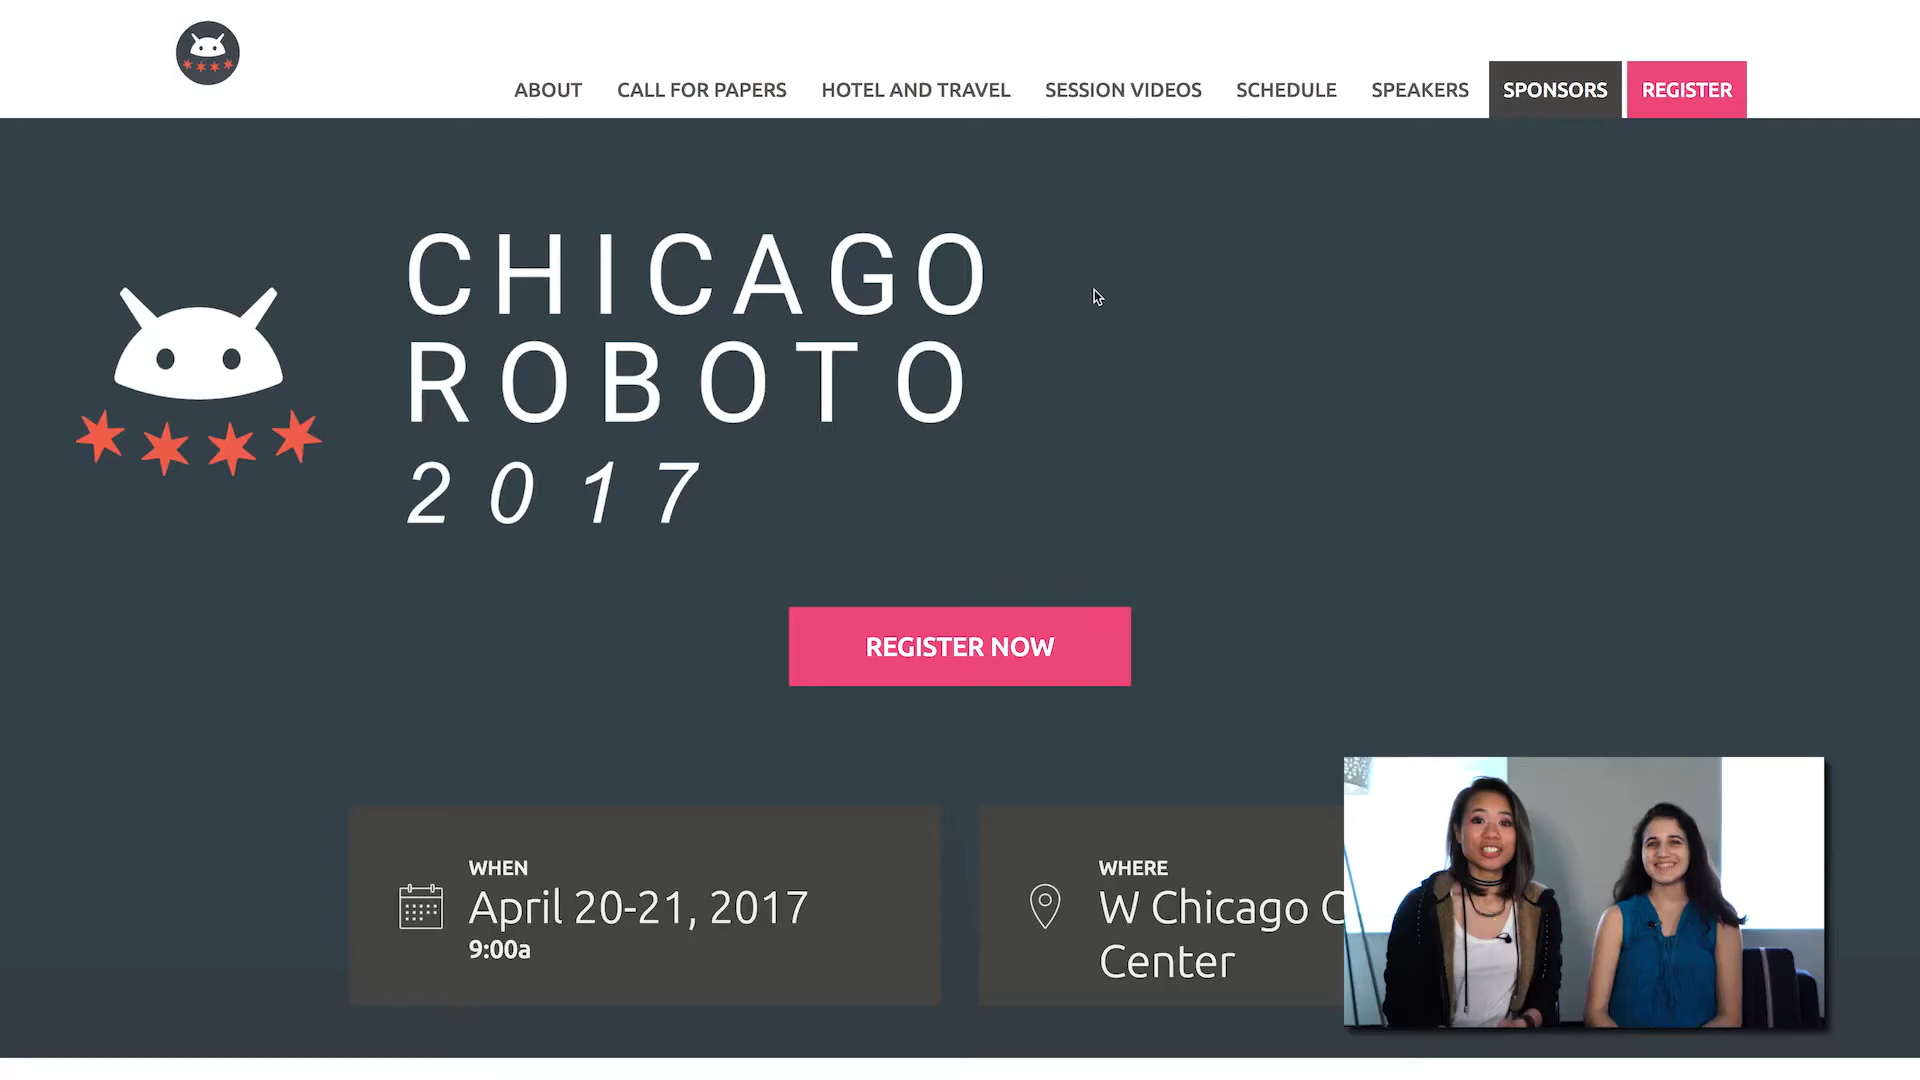 ABOUT CALL FOR PAPERS HOTEL AND TRAVEL SESSION VIDEOS SCHEDULE SPEAKERS SPONSORS REGISTER
CHICAGO
ROBOTO
2017
REGISTER NOW
WHEN
April 20-21, 2017
9:00a
WHERE
W Chicago C
Center